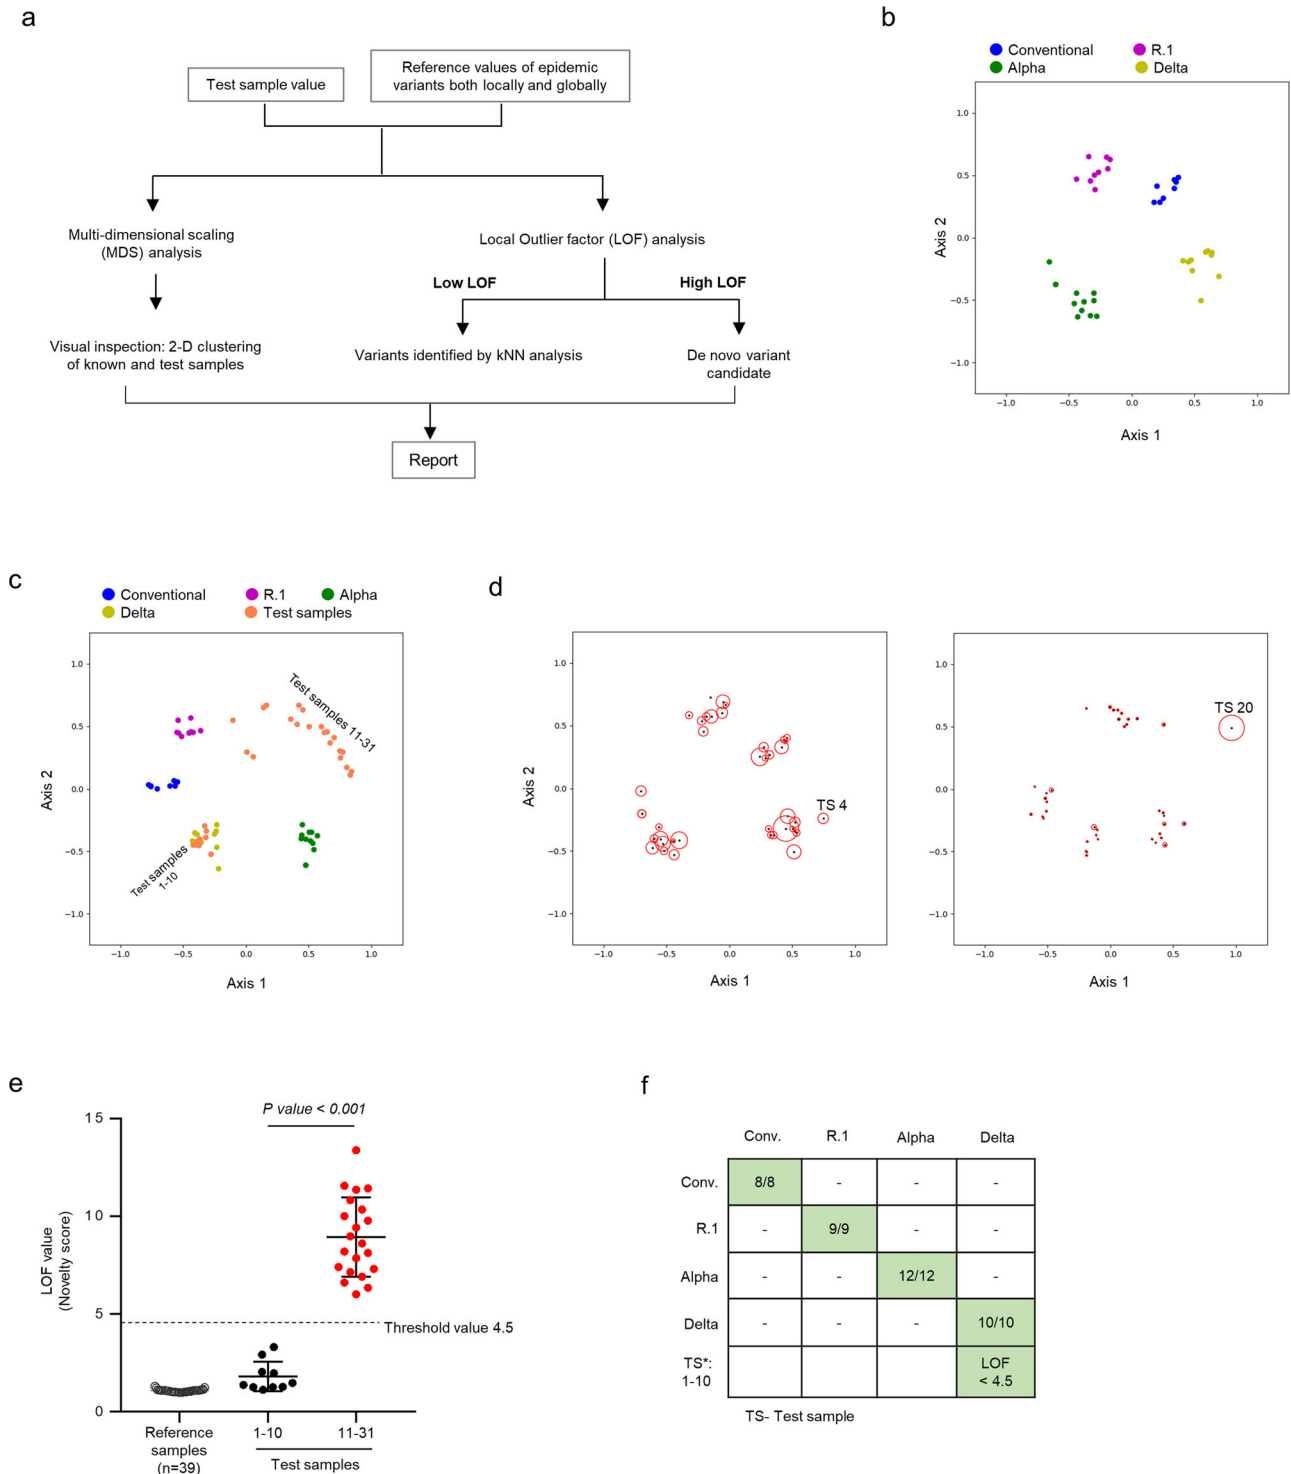 a
Test sample value
Reference values of epidemic
variants both locally and globally
Multi-dimensional scaling
(MDS) analysis
Local Outlier factor (LOF) analysis
Low LOF
High LOF
Visual inspection: 2-D clustering
of known and test samples
Variants identified by kNN analysis
De novo variant
candidate
Report
b
Conventional
R.1
Alpha
Delta
1.0
0.5
0.0
−0.5
−1.0
Axis 2
−1.0
−0.5
0.0
0.5
1.0
Axis 1
c
Conventional
R.1
Alpha
Delta
Test samples
Test samples 11-31
Test samples
1-10
1.0
0.5
0.0
−0.5
−1.0
Axis 2
−1.0
−0.5
0.0
0.5
1.0
Axis 1
d
TS 4
1.0
0.5
0.0
−0.5
−1.0
Axis 2
−1.0
−0.5
0.0
0.5
1.0
Axis 1
TS 20
1.0
0.5
0.0
−0.5
−1.0
−1.0
−0.5
0.0
0.5
1.0
Axis 1
e
P value < 0.001
15
10
5
0
LOF value
(Novelty score)
Threshold value 4.5
Reference
samples
(n=39)
1-10
11-31
Test samples
f
Conv. R.1 Alpha Delta
Conv. 8/8 - - -
R.1 - 9/9 - -
Alpha - - 12/12 -
Delta - - - 10/10
TS*:
1-10
LOF
< 4.5
TS- Test sample